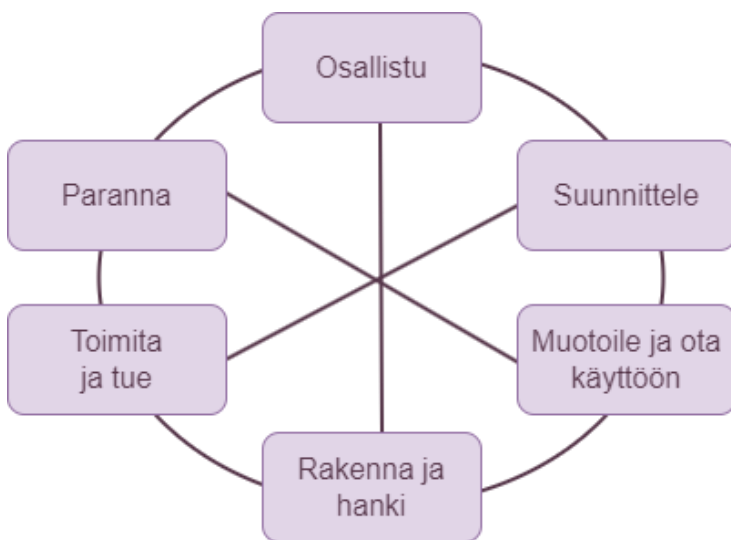 Osallistu
Suunnittele
Muotoile ja ota
käyttöön
Rakenna ja
hanki
Toimita
ja tue
Paranna